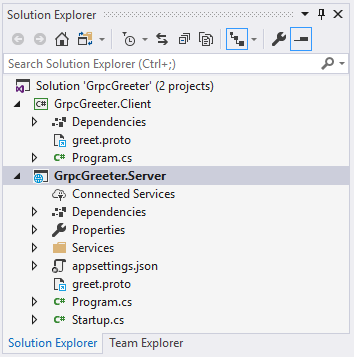 Solution Explorer
Search Solution Explorer (Ctrl+;)
Solution 'GrpcGreeter' (2 projects)
C# GrpcGreeter.Client
Dependencies
greet.proto
C# Program.cs
GrpcGreeter.Server
Connected Services
Dependencies
Properties
Services
appsettings.json
greet.proto
C# Program.cs
C# Startup.cs
Solution Explorer Team Explorer